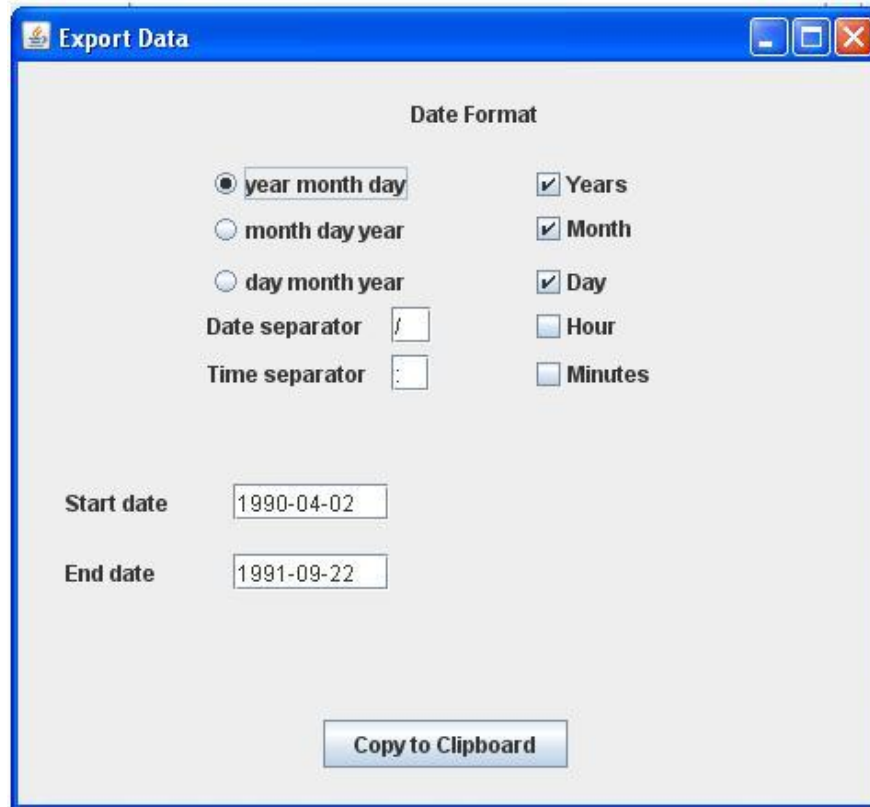 Export Data
Date Format
year month day
Years
month day year
Month
day month year
Day
Date separator /
Hour
Time separator :
Minutes
Start date 1990-04-02
End date 1991-09-22
Copy to Clipboard